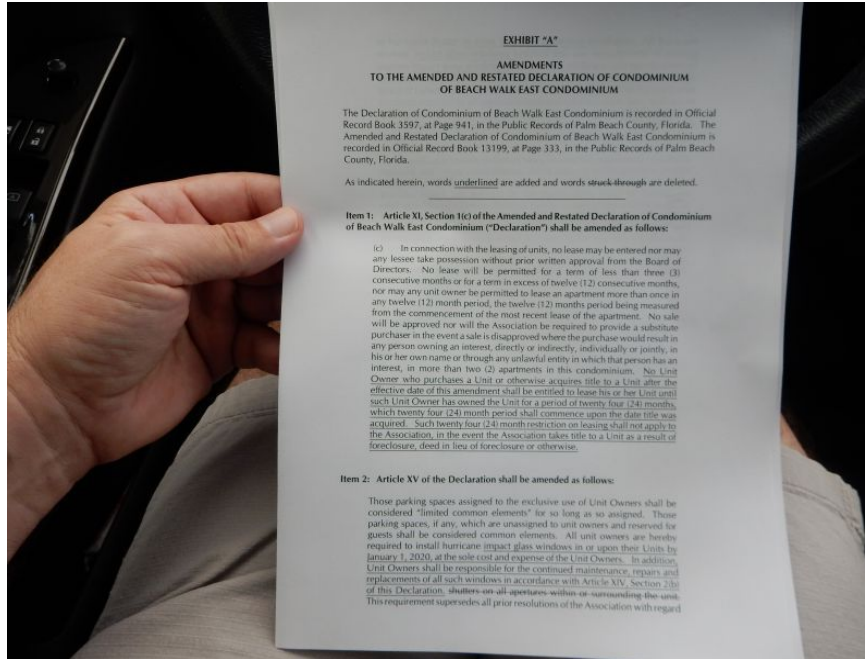 EXHIBIT "A"
AMENDMENTS
TO THE AMENDED AND RESTATED DECLARATION OF CONDOMINIUM
OF BEACH WALK EAST CONDOMINIUM
The Declaration of Condominium of Beach Walk East Condominium is recorded in Official
Record Book 3597, at Page 941, in the Public Records of Palm Beach County, Florida. The
Amended and Restated Declaration of Condominium of Beach Walk East Condominium is
recorded in Official Record Book 13199, at Page 333, in the Public Records of Palm Beach
County, Florida.
As indicated herein, words underlined are added and words struck through are deleted.
Item 1: Article XI, Section 1(c) of the Amended and Restated Declaration of Condominium
of Beach Walk East Condominium ("Declaration") shall be amended as follows:
(c) In connection with the leasing of units, no lease may be entered nor may
any lessee take possession without prior written approval from the Board of
Directors. No lease will be permitted for a term of less than three (3)
consecutive months or for a term in excess of twelve (12) consecutive months,
nor may any unit owner be permitted to lease an apartment more than once in
any twelve (12) month period, the twelve (12) months period being measured
from the commencement of the most recent lease of the apartment. No sale
will be approved nor will the Association be required to provide a substitute
purchaser in the event a sale is disapproved where the purchase would result in
any person owning an interest, directly or indirectly, individually or jointly, in
his or her own name or through any unlawful entity in which that person has an
interest, in more than two (2) apartments in this condominium. No Unit
Owner who purchases a Unit or otherwise acquires title to a Unit after the
effective date of this amendment shall be entitled to lease his or her Unit until
such Unit Owner has owned the Unit for a period of twenty four (24) months,
which twenty four (24) month period shall commence upon the date title was
acquired. Such twenty four (24) month restriction on leasing shall not apply to
the Association, in the event the Association takes title to a Unit as a result of
foreclosure, deed in lieu of foreclosure or otherwise.
Item 2: Article XV of the Declaration shall be amended as follows:
Those parking spaces assigned to the exclusive use of Unit Owners shall be
considered "limited common elements" for so long as so assigned. Those
parking spaces, if any, which are unassigned to unit owners and reserved for
guests shall be considered common elements. All unit owners are hereby
required to install hurricane impact glass windows in or upon their Units by
January 1, 2020, at the sole cost and expense of the Unit Owners. In addition,
Unit Owners shall be responsible for the continued maintenance, repairs and
replacements of all such windows in accordance with Article XIV, Section 2(b)
of this Declaration. shutters on all apertures within or surrounding the unit.
This requirement supersedes all prior resolutions of the Association with regard